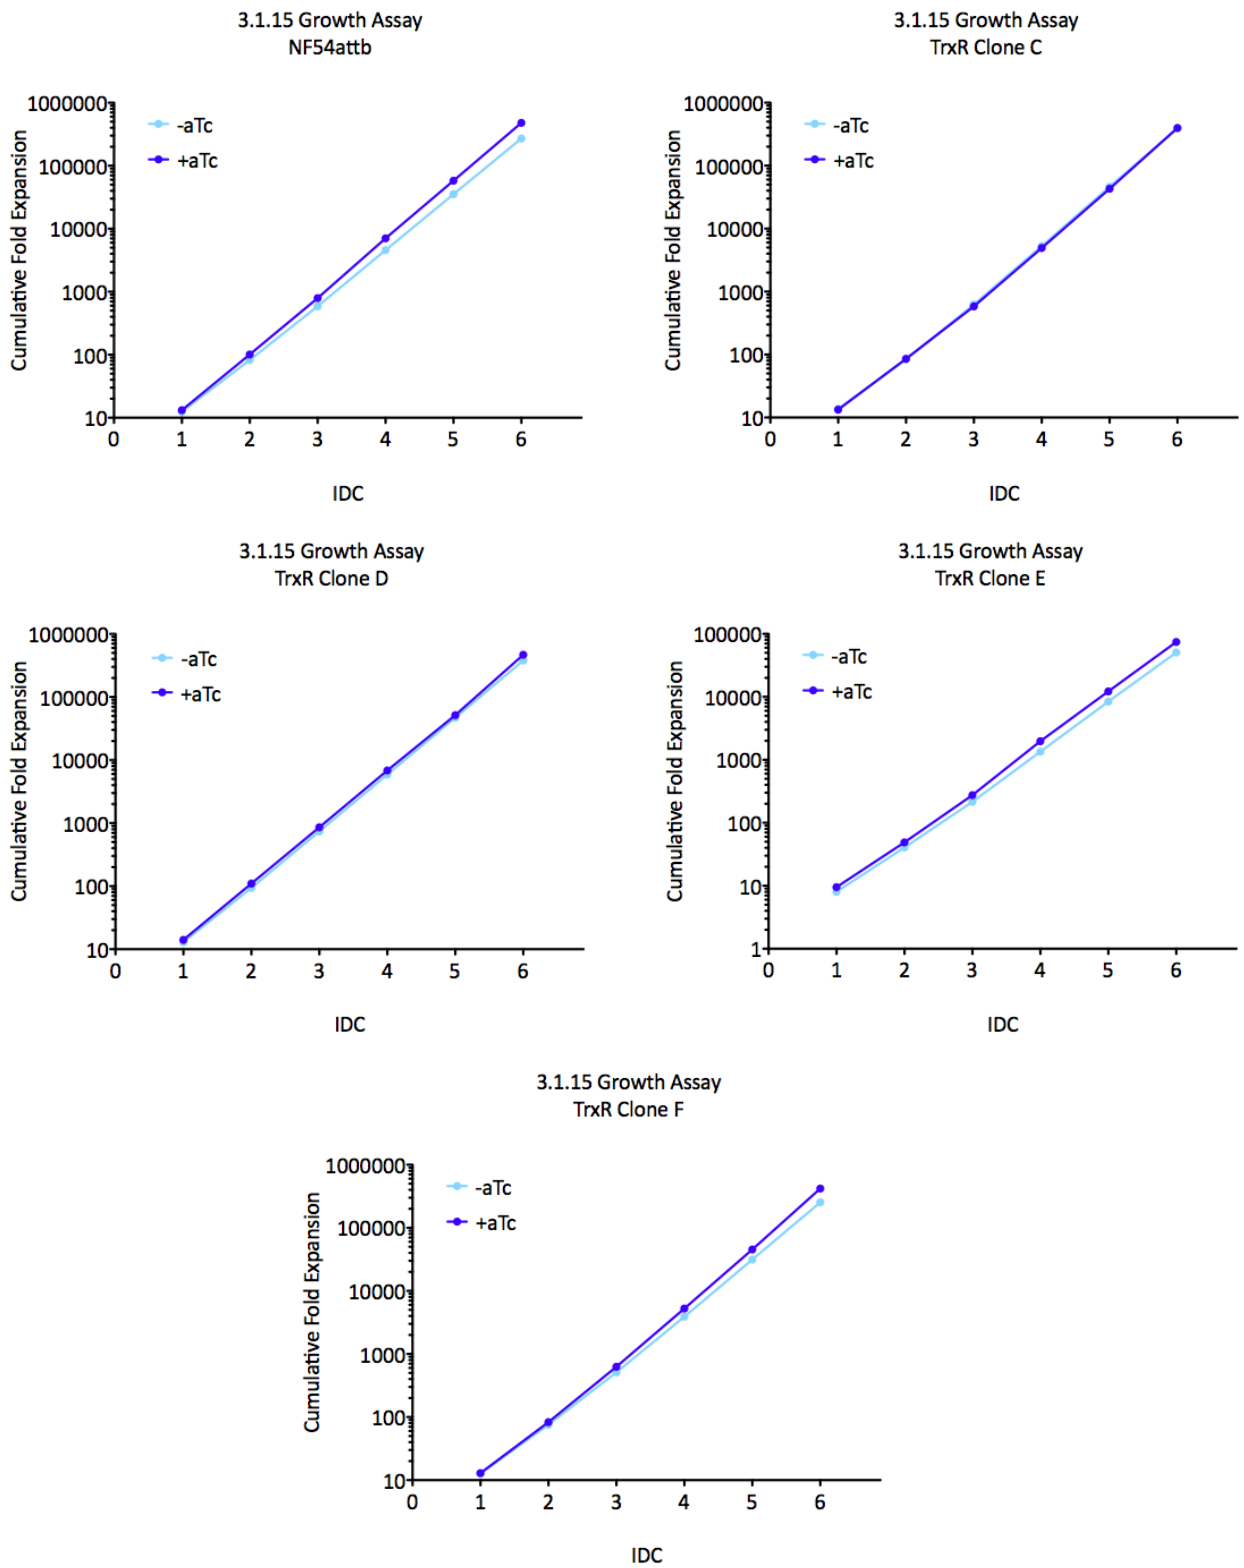 3.1.15 Growth Assay
NF54attb
Cumulative Fold Expansion
1000000
100000
10000
1000
100
10
-aTc
+aTc
0 1 2 3 4 5 6
IDC
3.1.15 Growth Assay
TrxR Clone C
Cumulative Fold Expansion
1000000
100000
10000
1000
100
10
-aTc
+aTc
0 1 2 3 4 5 6
IDC
3.1.15 Growth Assay
TrxR Clone D
Cumulative Fold Expansion
1000000
100000
10000
1000
100
10
-aTc
+aTc
0 1 2 3 4 5 6
IDC
3.1.15 Growth Assay
TrxR Clone E
Cumulative Fold Expansion
100000
10000
1000
100
10
1
-aTc
+aTc
0 1 2 3 4 5 6
IDC
3.1.15 Growth Assay
TrxR Clone F
Cumulative Fold Expansion
1000000
100000
10000
1000
100
10
-aTc
+aTc
0 1 2 3 4 5 6
IDC